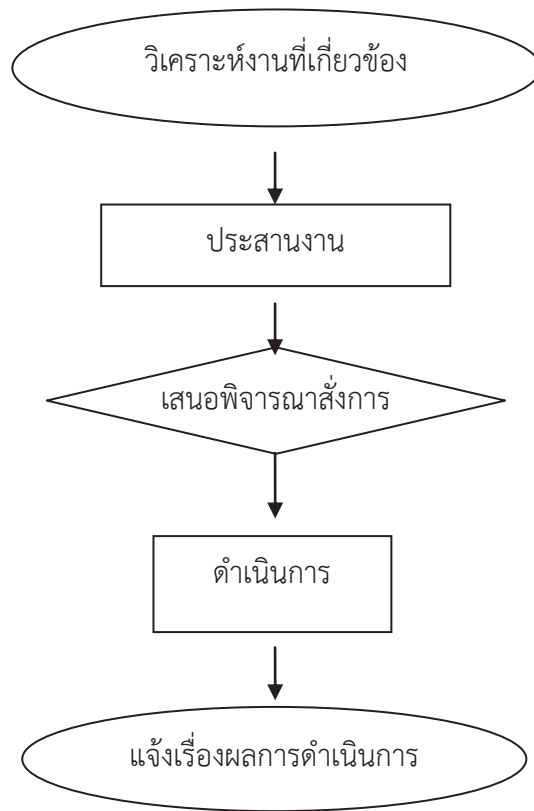 วิเคราะห์งานที่เกี่ยวข้อง
ประสานงาน
เสนอพิจารณาสั่งการ
ดำเนินการ
แจ้งเรื่องผลการดำเนินการ